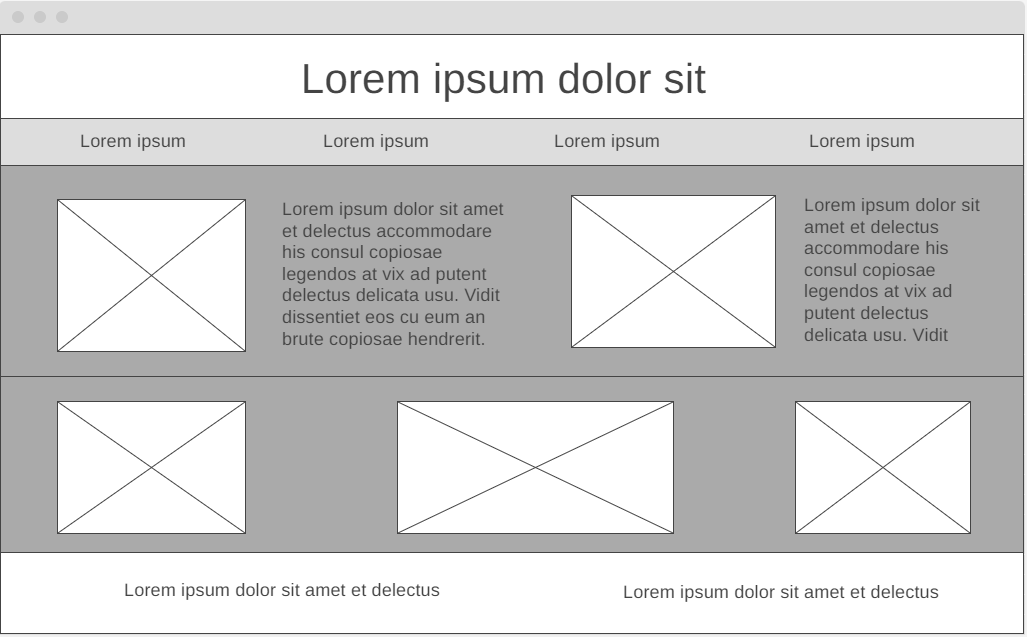 Lorem ipsum dolor sit
Lorem ipsum
Lorem ipsum
Lorem ipsum
Lorem ipsum
Lorem ipsum dolor sit amet
et delectus accommodare
his consul copiosae
legendos at vix ad putent
delectus delicata usu. Vidit
dissentiet eos cu eum an
brute copiosae hendrerit.
Lorem ipsum dolor sit
amet et delectus
accommodare his
consul copiosae
legendos at vix ad
putent delectus
delicata usu. Vidit
Lorem ipsum dolor sit amet et delectus
Lorem ipsum dolor sit amet et delectus